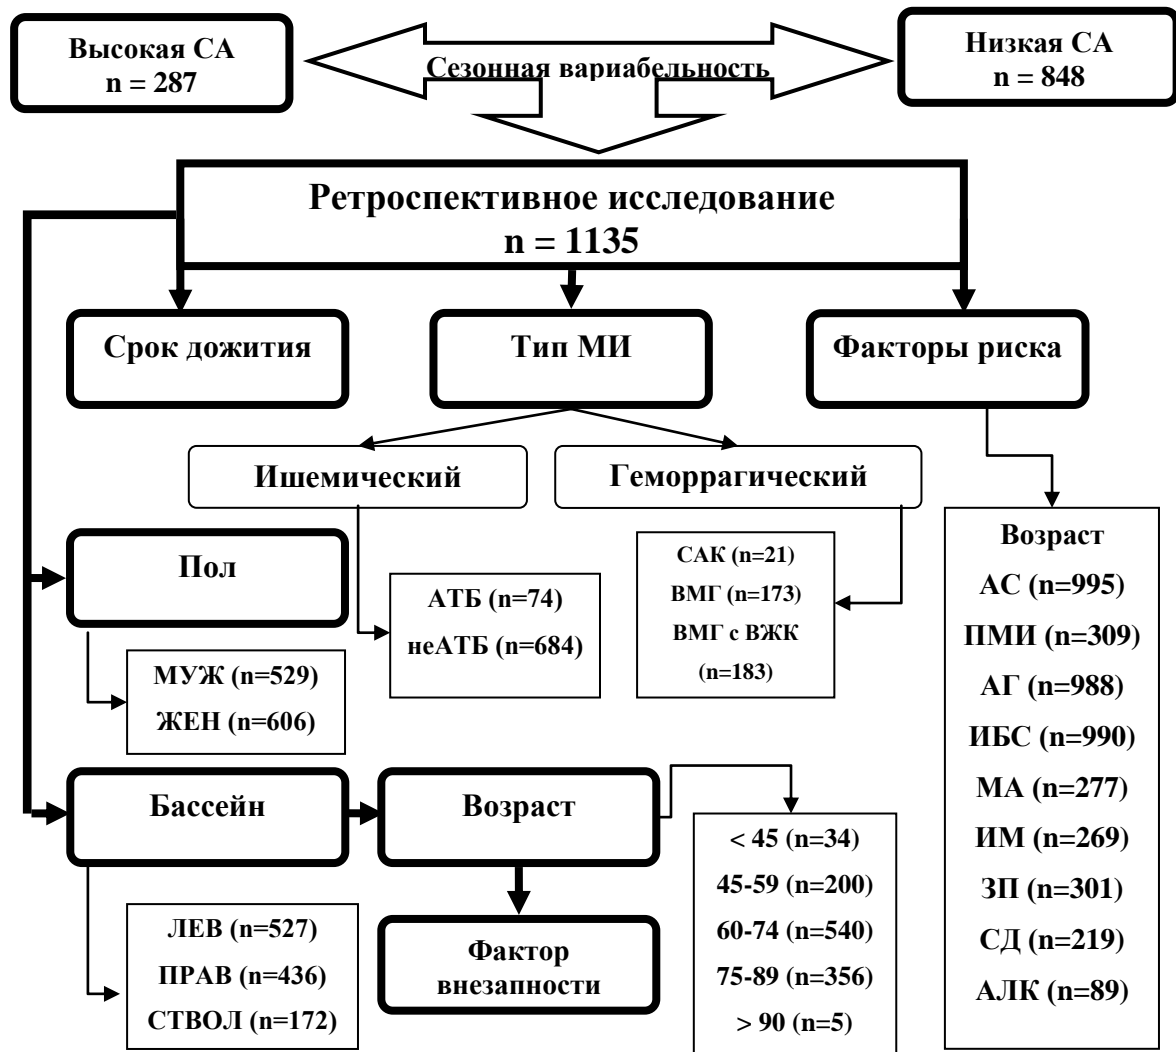 Высокая СА
n = 287
Сезонная вариабельность
Низкая СА
n = 848
Ретроспективное исследование
n = 1135
Срок дожития
Тип МИ
Факторы риска
Ишемический
Геморрагический
Пол
МУЖ (n=529)
ЖЕН (n=606)
АТБ (n=74)
неАТБ (n=684)
САК (n=21)
ВМГ (n=173)
ВМГ с ВЖК
(n=183)
Возраст
АС (n=995)
ПМИ (n=309)
АГ (n=988)
ИБС (n=990)
МА (n=277)
ИМ (n=269)
ЗП (n=301)
СД (n=219)
АЛК (n=89)
Бассейн
ЛЕВ (n=527)
ПРАВ (n=436)
СТВОЛ (n=172)
Возраст
Фактор
внезапности
< 45 (n=34)
45-59 (n=200)
60-74 (n=540)
75-89 (n=356)
> 90 (n=5)